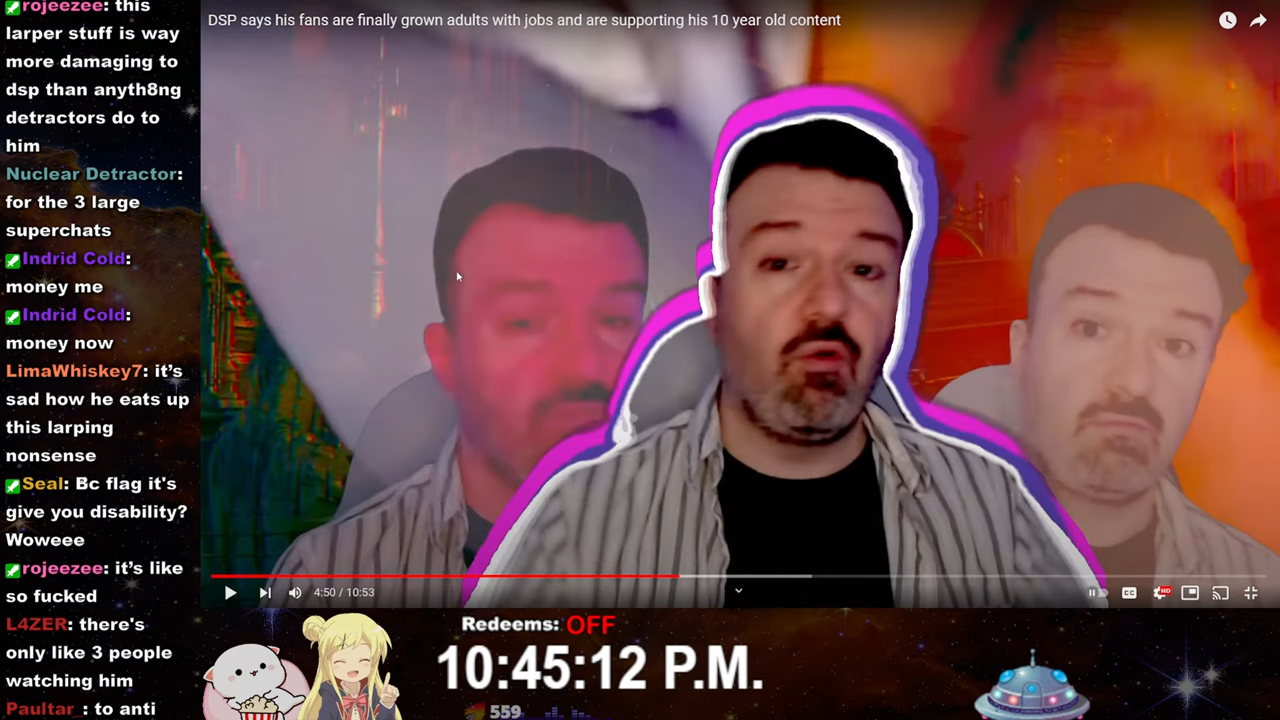 rojeezee: this
larper stuff is way
more damaging to
dsp than anyth8ng
detractors do to
him
Nuclear Detractor:
for the 3 large
superchats
Indrid Cold:
money me
Indrid Cold:
money now
LimaWhiskey7: it’s
sad how he eats up
this larping
nonsense
Seal: Bc flag it's
give you disability?
Woweee
rojeezee: it’s like
so fucked
L4ZER: there's
only like 3 people
watching him
Paultar_: to anti
DSP says his fans are finally grown adults with jobs and are supporting his 10 year old content
4:50 / 10:53
CC
HD
Redeems: OFF
10:45:12 P.M.
559